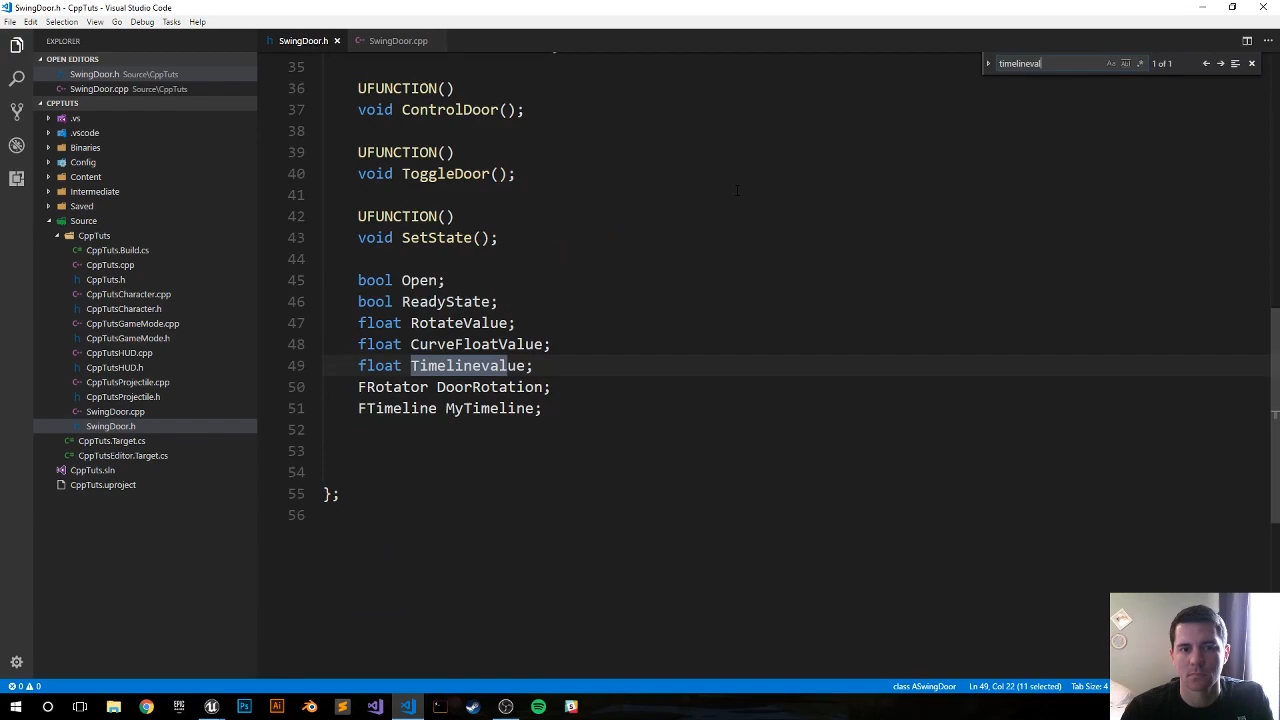 SwingDoor.h - CppTuts - Visual Studio Code
File Edit Selection View Go Debug Tasks Help
EXPLORER
SwingDoor.h
SwingDoor.cpp
OPEN EDITORS
SwingDoor.h Source\CppTuts
SwingDoor.cpp Source\CppTuts
CPPTUTS
.vs
.vscode
Binaries
Config
Content
Intermediate
Saved
Source
CppTuts
CppTuts.Build.cs
CppTuts.cpp
CppTuts.h
CppTutsCharacter.cpp
CppTutsCharacter.h
CppTutsGameMode.cpp
CppTutsGameMode.h
CppTutsHUD.cpp
CppTutsHUD.h
CppTutsProjectile.cpp
CppTutsProjectile.h
SwingDoor.cpp
SwingDoor.h
CppTuts.Target.cs
CppTutsEditor.Target.cs
CppTuts.sln
CppTuts.uproject
timelineval
1 of 1
35
36 UFUNCTION()
37 void ControlDoor();
38
39 UFUNCTION()
40 void ToggleDoor();
41
42 UFUNCTION()
43 void SetState();
44
45 bool Open;
46 bool ReadyState;
47 float RotateValue;
48 float CurveFloatValue;
49 float Timelinevalue;
50 FRotator DoorRotation;
51 FTimeline MyTimeline;
52
53
54
55 };
56
0 0
class ASwingDoor Ln 49, Col 22 (11 selected) Tab Size: 4